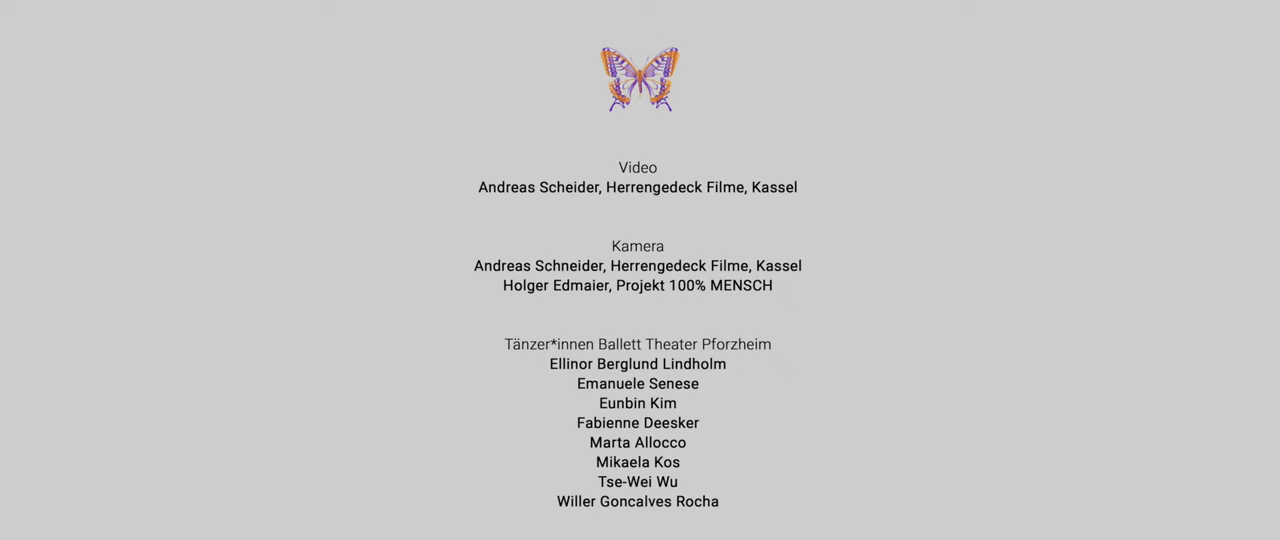 Video
Andreas Scheider, Herrengedeck Filme, Kassel
Kamera
Andreas Schneider, Herrengedeck Filme, Kassel
Holger Edmaier, Projekt 100% MENSCH
Tänzer*innen Ballett Theater Pforzheim
Ellinor Berglund Lindholm
Emanuele Senese
Eunbin Kim
Fabienne Deesker
Marta Allocco
Mikaela Kos
Tse-Wei Wu
Willer Goncalves Rocha